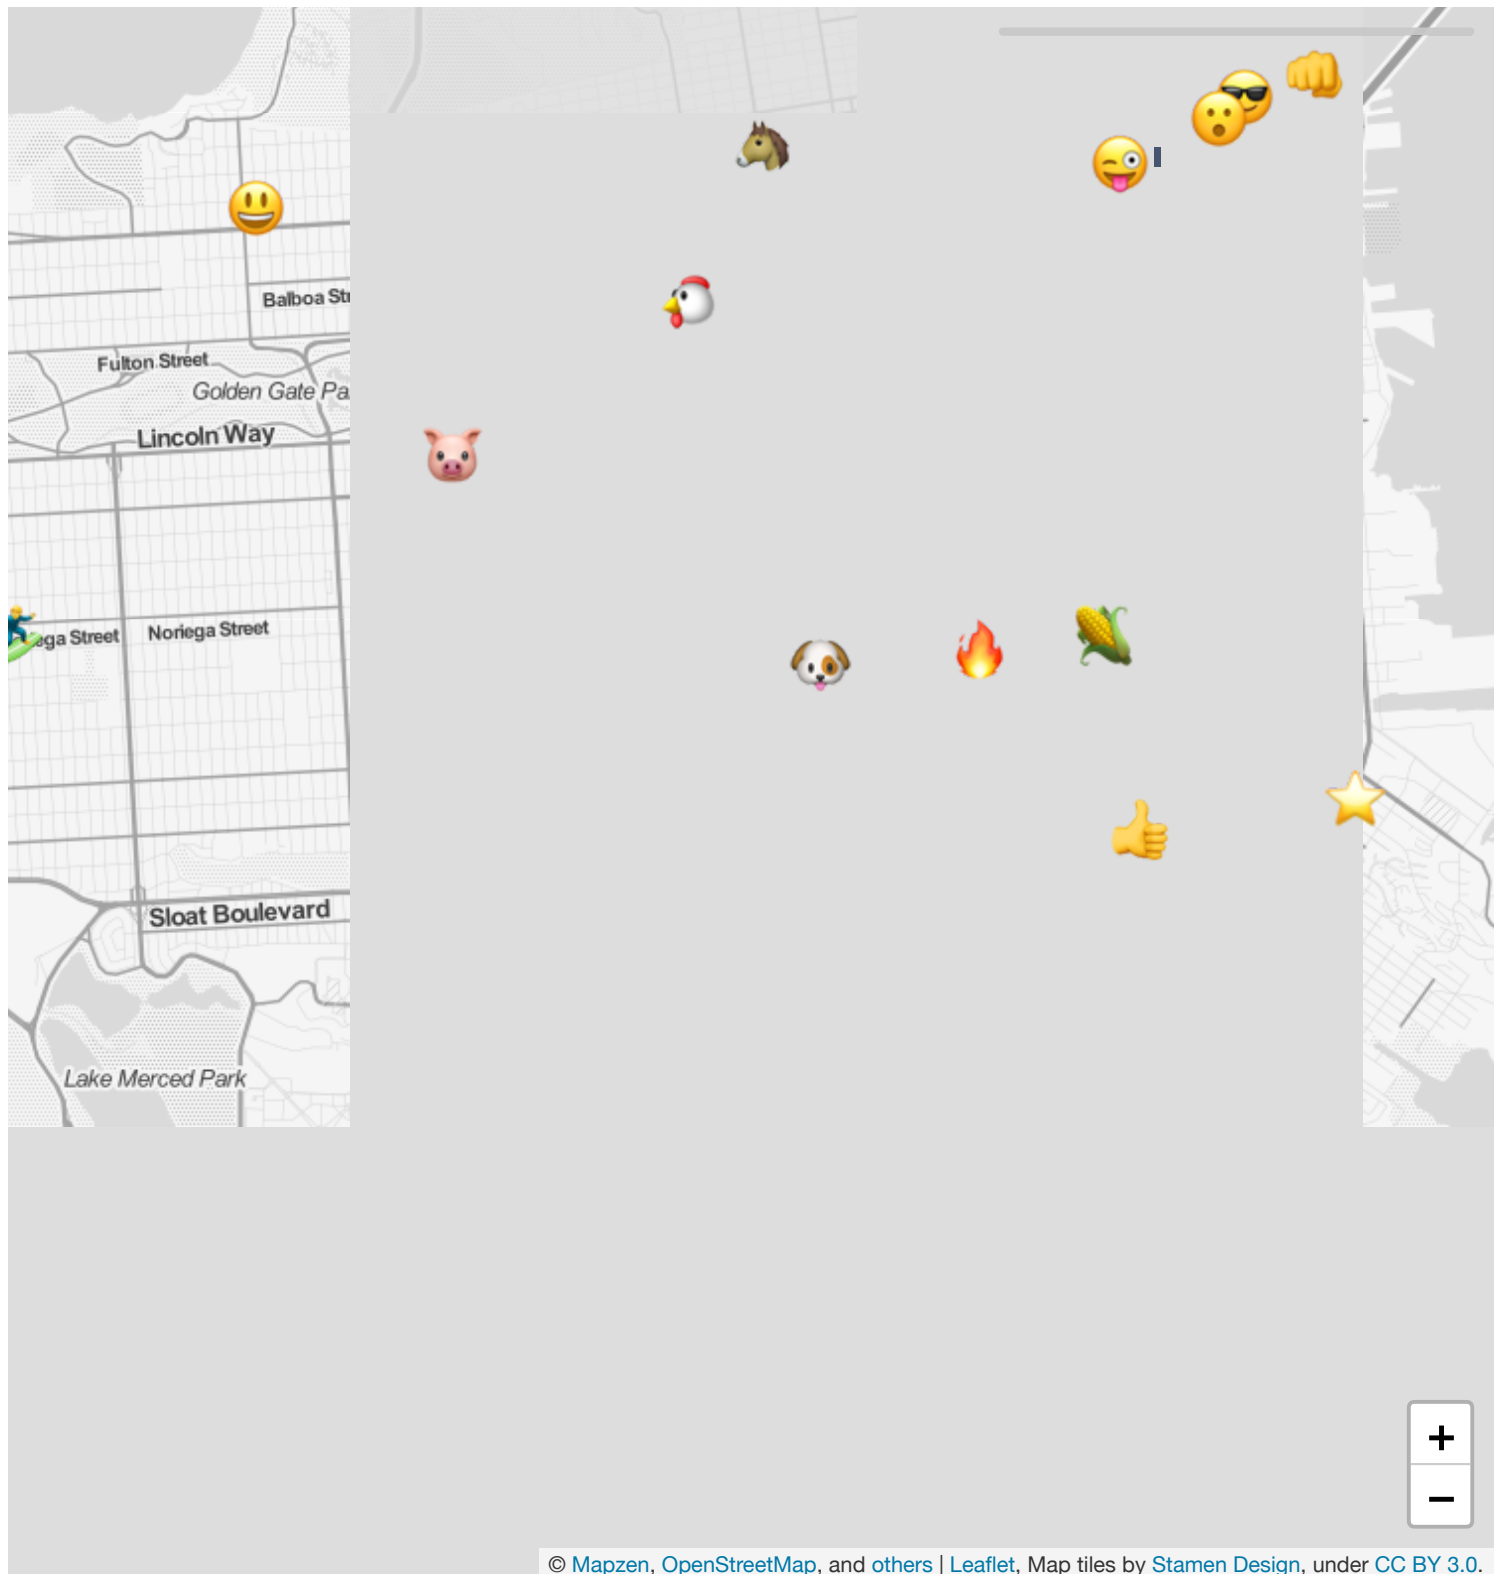 Balboa Str
Fulton Street
Golden Gate Pa
Lincoln Way
ega Street
Noriega Street
Sloat Boulevard
Lake Merced Park
+
−
© Mapzen, OpenStreetMap, and others | Leaflet, Map tiles by Stamen Design, under CC BY 3.0.